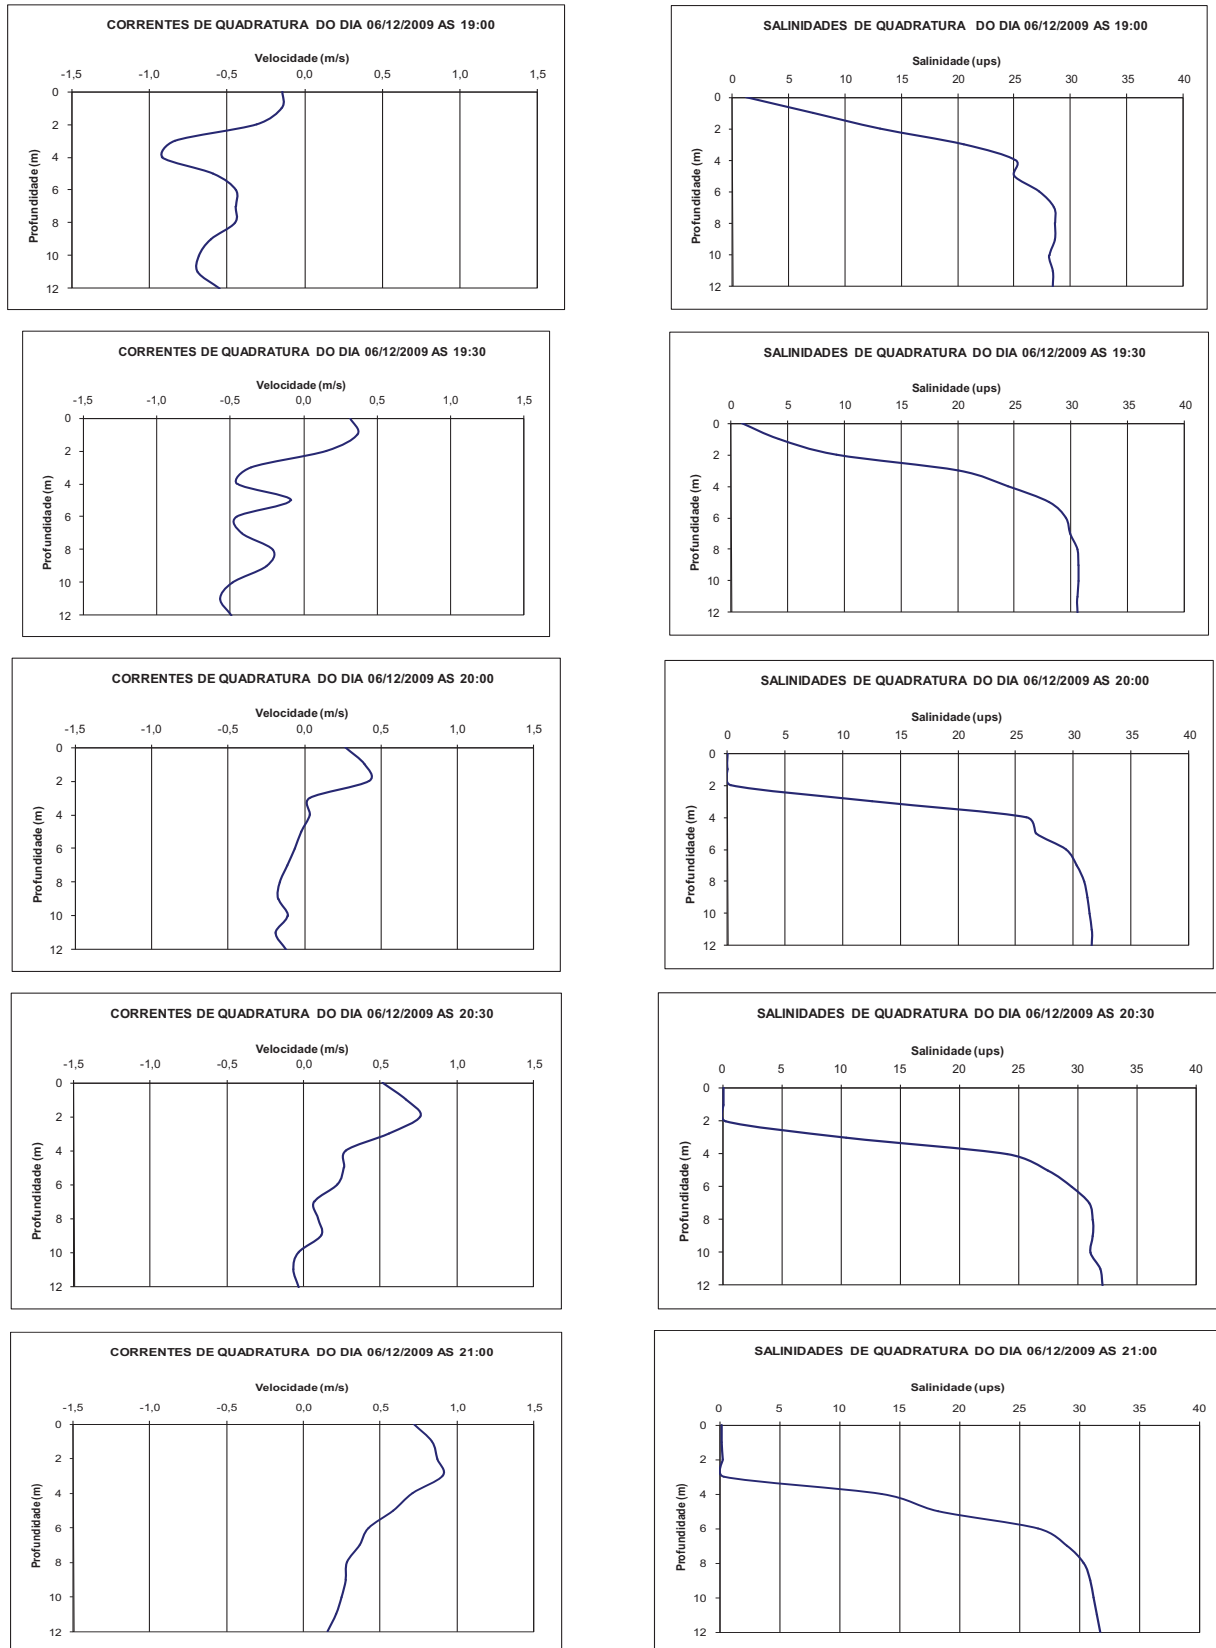 CORRENTES DE QUADRATURA DO DIA 06/12/2009 AS 19:00
Velocidade (m/s)
-1,5 -1,0 -0,5 0,0 0,5 1,0 1,5
0
2
4
6
8
10
12
Profundidade (m)
SALINIDADES DE QUADRATURA DO DIA 06/12/2009 AS 19:00
Salinidade (ups)
0 5 10 15 20 25 30 35 40
0
2
4
6
8
10
12
Profundidade (m)
CORRENTES DE QUADRATURA DO DIA 06/12/2009 AS 19:30
Velocidade (m/s)
-1,5 -1,0 -0,5 0,0 0,5 1,0 1,5
0
2
4
6
8
10
12
Profundidade (m)
SALINIDADES DE QUADRATURA DO DIA 06/12/2009 AS 19:30
Salinidade (ups)
0 5 10 15 20 25 30 35 40
0
2
4
6
8
10
12
Profundidade (m)
CORRENTES DE QUADRATURA DO DIA 06/12/2009 AS 20:00
Velocidade (m/s)
-1,5 -1,0 -0,5 0,0 0,5 1,0 1,5
0
2
4
6
8
10
12
Profundidade (m)
SALINIDADES DE QUADRATURA DO DIA 06/12/2009 AS 20:00
Salinidade (ups)
0 5 10 15 20 25 30 35 40
0
2
4
6
8
10
12
Profundidade (m)
CORRENTES DE QUADRATURA DO DIA 06/12/2009 AS 20:30
Velocidade (m/s)
-1,5 -1,0 -0,5 0,0 0,5 1,0 1,5
0
2
4
6
8
10
12
Profundidade (m)
SALINIDADES DE QUADRATURA DO DIA 06/12/2009 AS 20:30
Salinidade (ups)
0 5 10 15 20 25 30 35 40
0
2
4
6
8
10
12
Profundidade (m)
CORRENTES DE QUADRATURA DO DIA 06/12/2009 AS 21:00
Velocidade (m/s)
-1,5 -1,0 -0,5 0,0 0,5 1,0 1,5
0
2
4
6
8
10
12
Profundidade (m)
SALINIDADES DE QUADRATURA DO DIA 06/12/2009 AS 21:00
Salinidade (ups)
0 5 10 15 20 25 30 35 40
0
2
4
6
8
10
12
Profundidade (m)